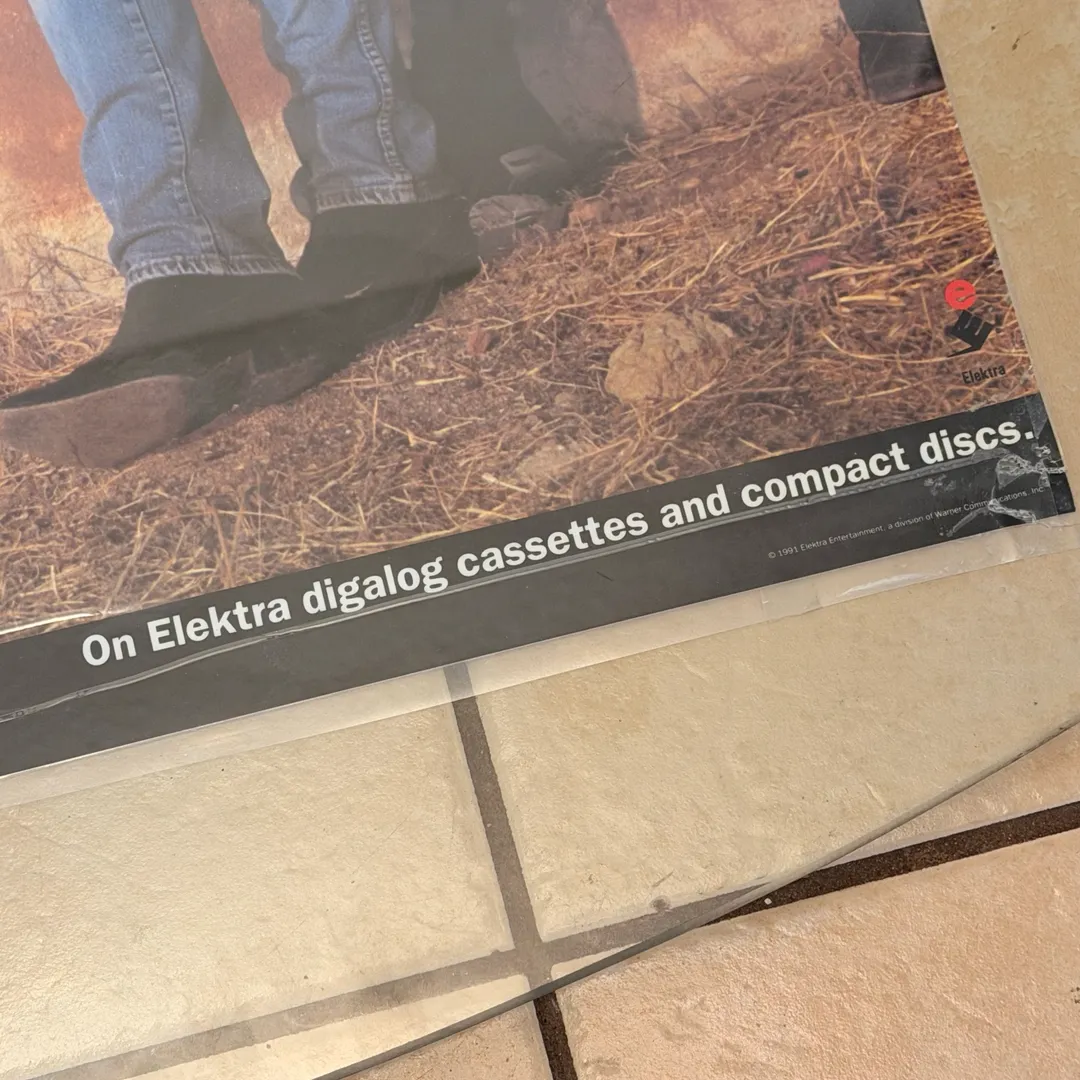 e
E
Elektra
On Elektra digalog cassettes and compact discs.
© 1991 Elektra Entertainment, a division of Warner Communications Inc.